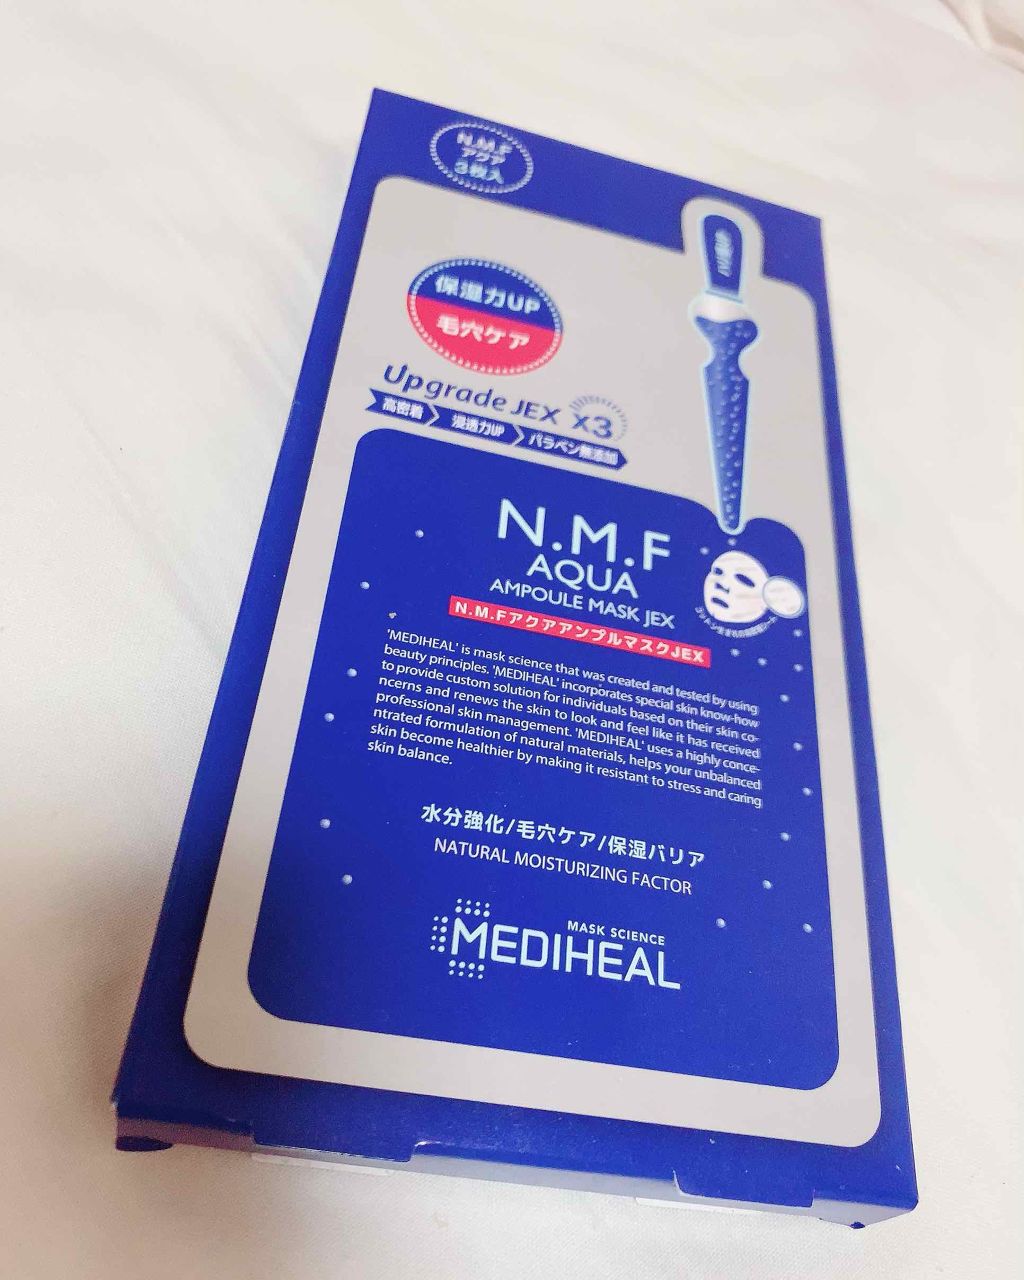 N.M.F
アクア
3枚入
保湿力UP
毛穴ケア
Upgrade JEX x3
高密着 浸透力UP パラベン無添加
N.M.F
AQUA
AMPOULE MASK JEX
N.M.FアクアアンプルマスクJEX
'MEDIHEAL' is mask science that was created and tested by using
beauty principles. 'MEDIHEAL' incorporates special skin know-how
to provide custom solution for individuals based on their skin co-
ncerns and renews the skin to look and feel like it has received
professional skin management. 'MEDIHEAL' uses a highly conce-
ntrated formulation of natural materials, helps your unbalanced
skin become healthier by making it resistant to stress and caring
skin balance.
水分強化/毛穴ケア/保湿バリア
NATURAL MOISTURIZING FACTOR
MASK SCIENCE
MEDIHEAL